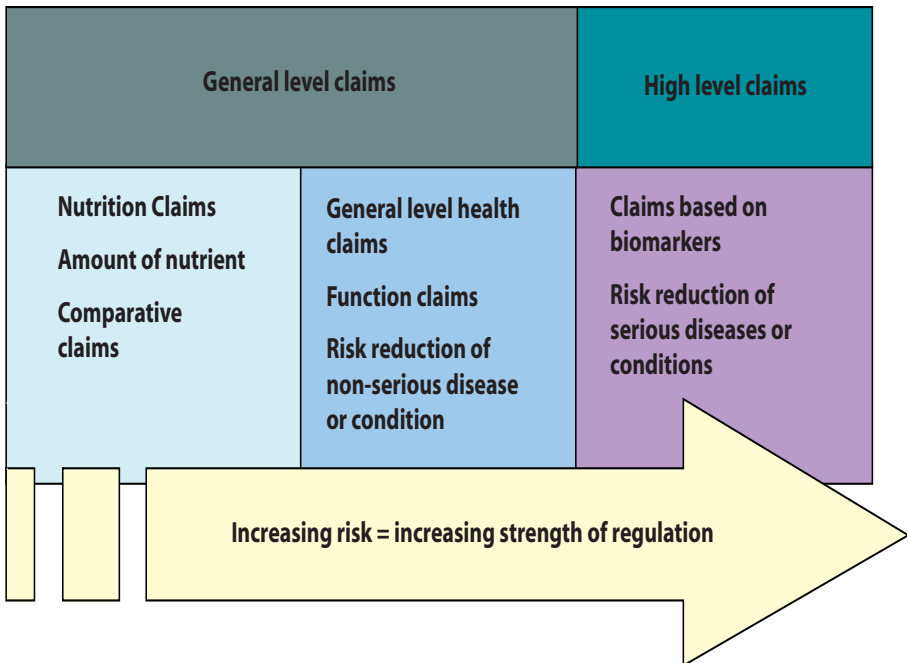 General level claims
High level claims
Nutrition Claims
Amount of nutrient
Comparative
claims
General level health
claims
Function claims
Risk reduction of
non-serious disease
or condition
Claims based on
biomarkers
Risk reduction of
serious diseases or
conditions
Increasing risk = increasing strength of regulation